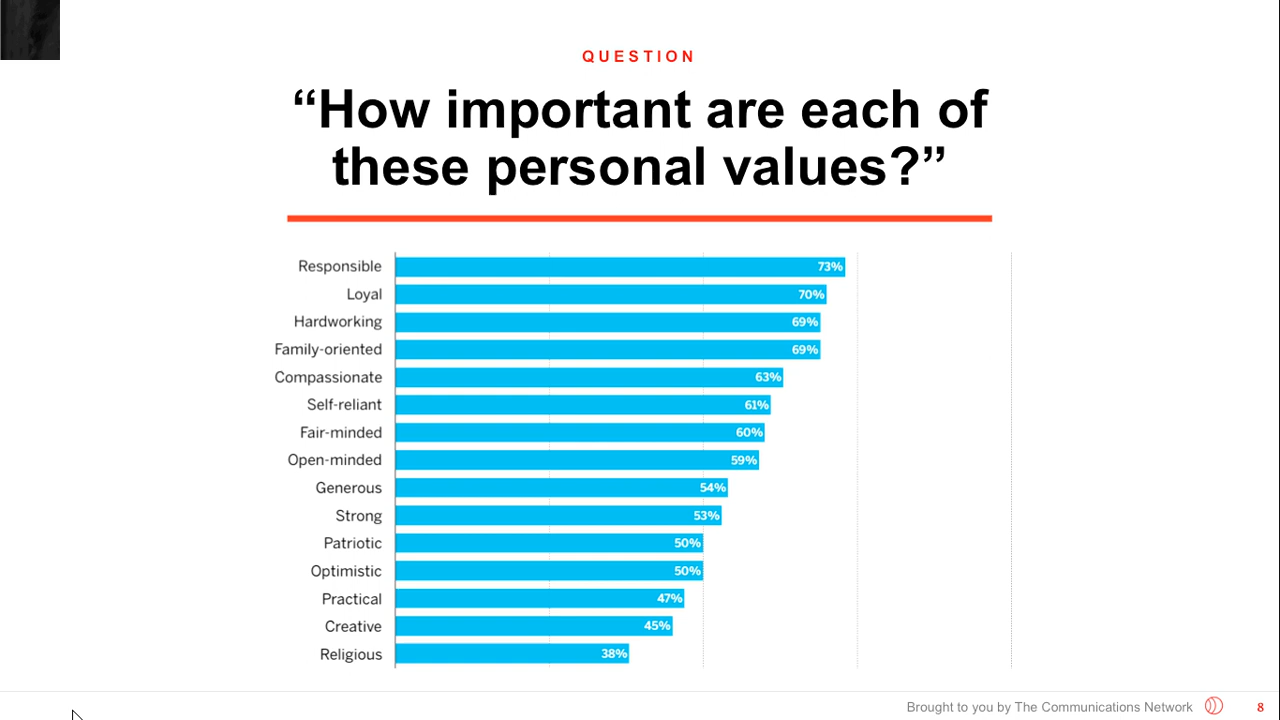 QUESTION
“How important are each of
these personal values?”
Responsible 73%
Loyal 70%
Hardworking 69%
Family-oriented 69%
Compassionate 63%
Self-reliant 61%
Fair-minded 60%
Open-minded 59%
Generous 54%
Strong 53%
Patriotic 50%
Optimistic 50%
Practical 47%
Creative 45%
Religious 38%
Brought to you by The Communications Network 8